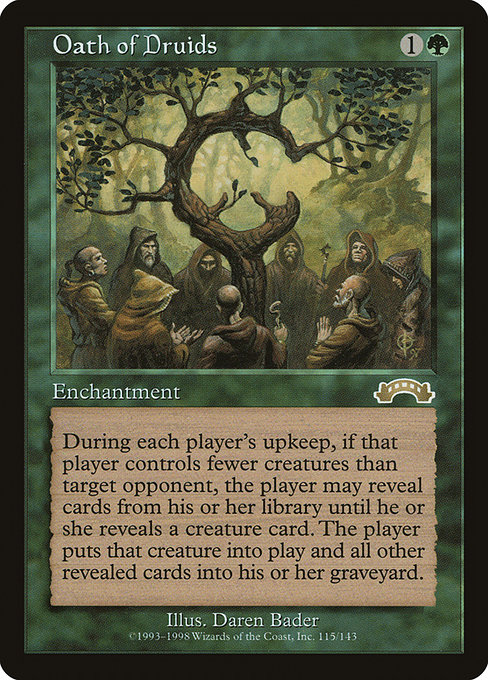 Oath of Druids 1
Enchantment
During each player's upkeep, if that
player controls fewer creatures than
target opponent, the player may reveal
cards from his or her library until he or
she reveals a creature card. The player
puts that creature into play and all other
revealed cards into his or her graveyard.
Illus. Daren Bader
©1993-1998 Wizards of the Coast, Inc. 115/143